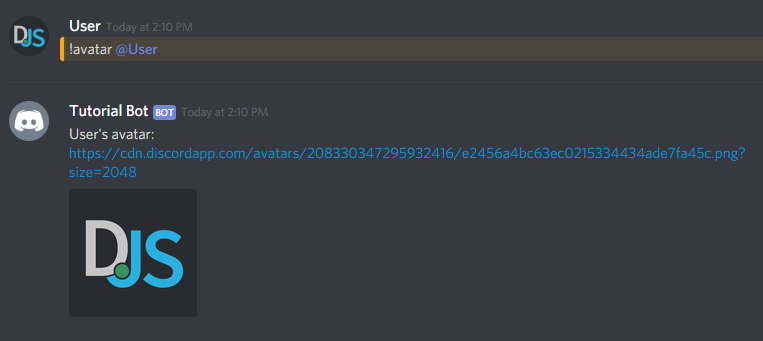 DJS
User Today at 2:10 PM
!avatar @User
Tutorial Bot BOT Today at 2:10 PM
User's avatar:
https://cdn.discordapp.com/avatars/208330347295932416/e2456a4bc63ec0215334434ade7fa45c.png?
size=2048
DJS